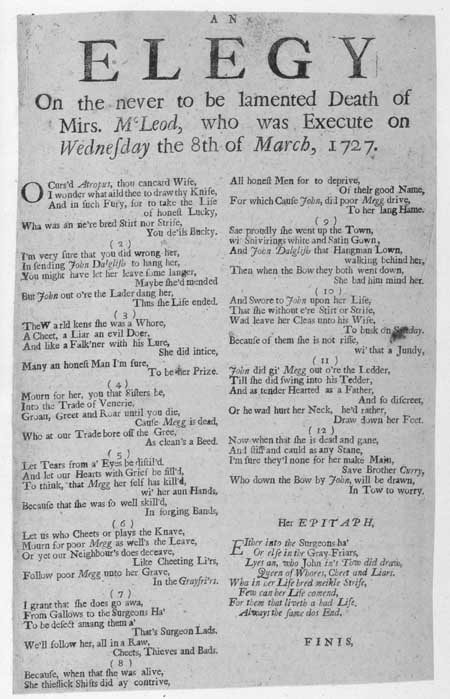 AN
ELEGY
On the never to be lamented Death of
Mirs. McLeod, who was Execute on
Wednesday the 8th of March, 1727.
O Curs'd Atropus, thou cancard Wife,
I wonder what aild thee to draw thy Knife,
And in such Fury, for to take the Life
of honest Lucky,
Wha was an ne're bred Stirt nor Strife,
You de'ils Bucky.
( 2 )
I'm very sure that you did wrong her,
In sending John Dalgliesh to hang her,
You might have let her leave some langer,
Maybe she'd mended
But John out o're the Lader dang her,
Thus she Life ended.
( 3 )
The Warld kens she was a Whore,
A Cheet, a Liar an evil Doer,
And like a Falk'ner with his Lure,
She did intice,
Many an honest Man I'm sure,
To be her Prize.
( 4 )
Mourn for her, you that Sisters be,
Into the Trade of Venerie,
Groan, Greet and Roar until you die,
Cause Megg is dead,
Who at our Trade bore off the Gree,
As clean's a Beed.
( 5 )
Let Tears from a' Eyes be distil'd
And let our Hearts with Grief be fill'd,
To think, that Megg her self has kill'd,
wi' her aun Hands,
Because that she was so well skill'd,
In forging Bands,
( 6 )
Let us who Cheets or plays the Knave,
Mourn for poor Megg as well's the Leave,
Or yet our Neighbour's does deceave,
Like Cheeting Li'rs,
Follow poor Megg unto her Grave,
In the Grayfri'rs.
( 7 )
I grant that she does go awa,
From Gallows to the Surgeons Ha'
To be desect amang them a'
That's Surgeon Lads.
We'll follow her, all in a Raw,
Cheets, Thieves and Bads.
( 8 )
Because, when that she was alive,
She thiefsick Shifts did ay contrive,
All honest Men for to deprive,
Of their good Name,
For which Cause John, did poor Megg drive,
To her lang Hame.
( 9 )
Sae proudly she went up the Town,
wi' Snivirings white and Satin Gown,
And John Dalgliesh that Hangman Lown,
walking behind her,
Then when the Bow they both went down,
She bad him mind her.
( 10 )
And Swore to John upon her Life,
That she without e're Stirt or Strife,
Wad leave her Cleas unto his Wife,
To busk on Sunday.
Because of them she is not rife,
wi' that a Jundy,
( 11 )
John did gi' Megg out o're the Ledder,
Till she did swing into his Tedder,
And as tender Hearted as a Father,
And so discreet,
Or he wad hurt her Neck, he'd rather,
Draw down her Feet.
( 12 )
Now when that she is dead and gane,
And stiff and cauld as any Stane,
I'm sure they'l none for her make Main,
Save Brother Curry,
Who down the Bow by John, will be drawn,
In Tow to worry.
Her EPITAPH,
Either into the Surgeons ha'
Or else in the Gray-Friars,
Lyes an, who John in's Tow did draw,
Queen of Whores, Cheet and Liars.
Wha in ver Life bred meikle Strife,
Few can her Life comend,
For them that liveth a bad Life,
Always the same dos End.
FINIS,